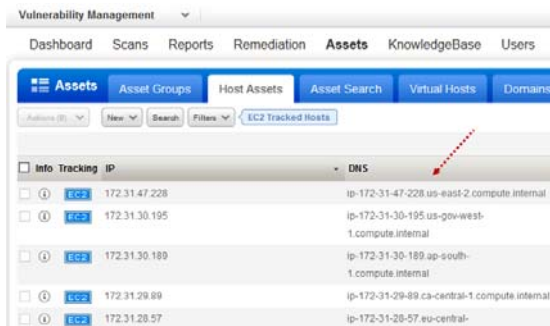 Vulnerability Management
Dashboard Scans Reports Remediation Assets KnowledgeBase Users
Assets Asset Groups Host Assets Asset Search Virtual Hosts Domains
Actions (0) New Search Filters EC2 Tracked Hosts
Info Tracking IP DNS
EC2 172.31.47.228 ip-172-31-47-228.us-east-2.compute.internal
EC2 172.31.30.195 ip-172-31-30-195.us-gov-west-
1.compute.internal
EC2 172.31.30.189 ip-172-31-30-189.ap-south-
1.compute.internal
EC2 172.31.29.89 ip-172-31-29-89.ca-central-1.compute.internal
EC2 172.31.28.57 ip-172-31-28-57.eu-central-